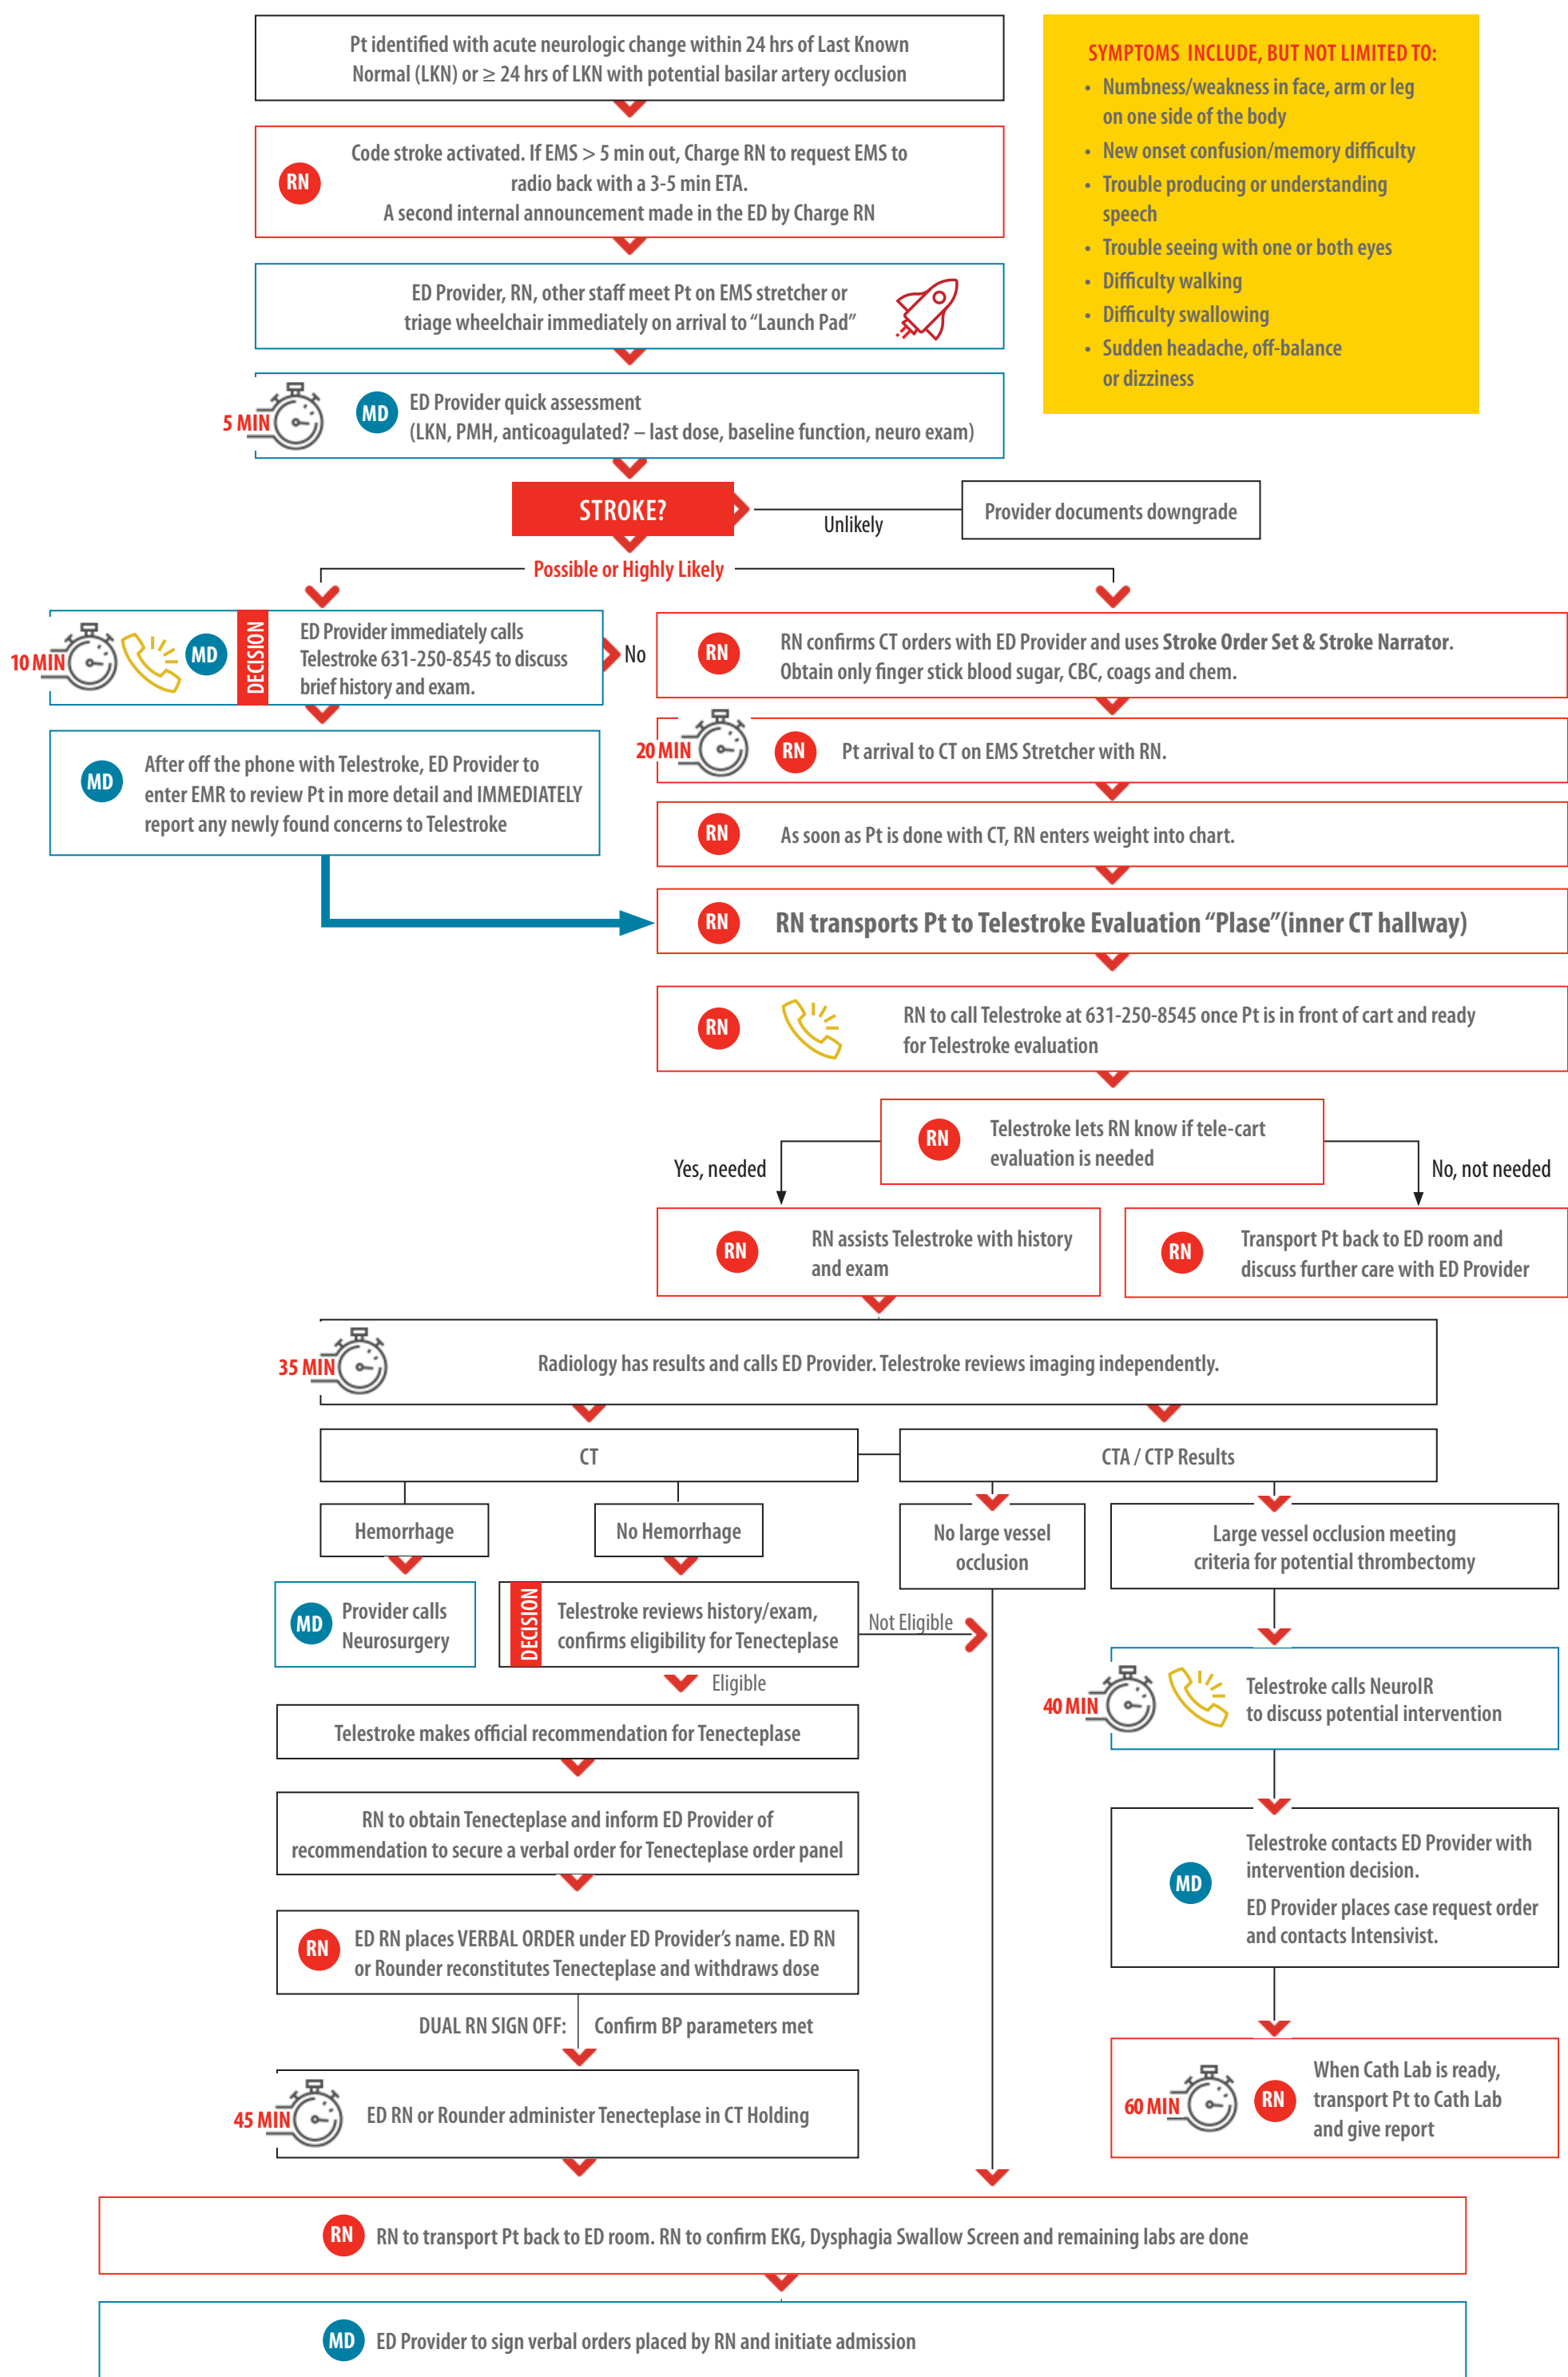 Pt identified with acute neurologic change within 24 hrs of Last Known
Normal (LKN) or ≥ 24 hrs of LKN with potential basilar artery occlusion
SYMPTOMS INCLUDE, BUT NOT LIMITED TO:
• Numbness/weakness in face, arm or leg
on one side of the body
• New onset confusion/memory difficulty
• Trouble producing or understanding
speech
• Trouble seeing with one or both eyes
• Difficulty walking
• Difficulty swallowing
• Sudden headache, off-balance
or dizziness
RN
Code stroke activated. If EMS > 5 min out, Charge RN to request EMS to
radio back with a 3-5 min ETA.
A second internal announcement made in the ED by Charge RN
ED Provider, RN, other staff meet Pt on EMS stretcher or
triage wheelchair immediately on arrival to “Launch Pad”
5 MIN
MD
ED Provider quick assessment
(LKN, PMH, anticoagulated? – last dose, baseline function, neuro exam)
STROKE?
Unlikely
Provider documents downgrade
Possible or Highly Likely
10 MIN
MD
DECISION
ED Provider immediately calls
Telestroke 631-250-8545 to discuss
brief history and exam.
No
RN
RN confirms CT orders with ED Provider and uses Stroke Order Set & Stroke Narrator.
Obtain only finger stick blood sugar, CBC, coags and chem.
MD
After off the phone with Telestroke, ED Provider to
enter EMR to review Pt in more detail and IMMEDIATELY
report any newly found concerns to Telestroke
20 MIN
RN
Pt arrival to CT on EMS Stretcher with RN.
RN
As soon as Pt is done with CT, RN enters weight into chart.
RN
RN transports Pt to Telestroke Evaluation “Plase”(inner CT hallway)
RN
RN to call Telestroke at 631-250-8545 once Pt is in front of cart and ready
for Telestroke evaluation
RN
Telestroke lets RN know if tele-cart
evaluation is needed
Yes, needed
No, not needed
RN
RN assists Telestroke with history
and exam
RN
Transport Pt back to ED room and
discuss further care with ED Provider
35 MIN
Radiology has results and calls ED Provider. Telestroke reviews imaging independently.
CT
CTA / CTP Results
Hemorrhage
No Hemorrhage
No large vessel
occlusion
Large vessel occlusion meeting
criteria for potential thrombectomy
MD
Provider calls
Neurosurgery
DECISION
Telestroke reviews history/exam,
confirms eligibility for Tenecteplase
Not Eligible
Eligible
40 MIN
Telestroke calls NeuroIR
to discuss potential intervention
Telestroke makes official recommendation for Tenecteplase
RN to obtain Tenecteplase and inform ED Provider of
recommendation to secure a verbal order for Tenecteplase order panel
MD
Telestroke contacts ED Provider with
intervention decision.
ED Provider places case request order
and contacts Intensivist.
RN
ED RN places VERBAL ORDER under ED Provider’s name. ED RN
or Rounder reconstitutes Tenecteplase and withdraws dose
DUAL RN SIGN OFF:
Confirm BP parameters met
45 MIN
ED RN or Rounder administer Tenecteplase in CT Holding
60 MIN
RN
When Cath Lab is ready,
transport Pt to Cath Lab
and give report
RN
RN to transport Pt back to ED room. RN to confirm EKG, Dysphagia Swallow Screen and remaining labs are done
MD
ED Provider to sign verbal orders placed by RN and initiate admission